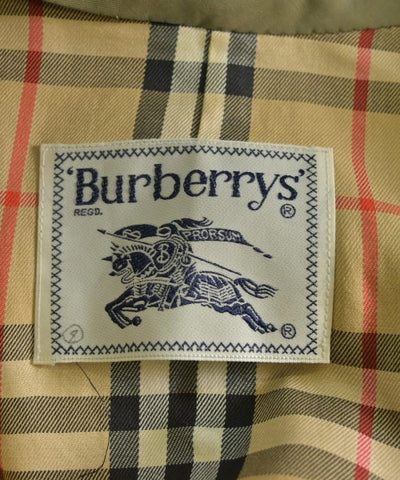 'Burberrys'
REGD. ®
PRORSUM
B
®